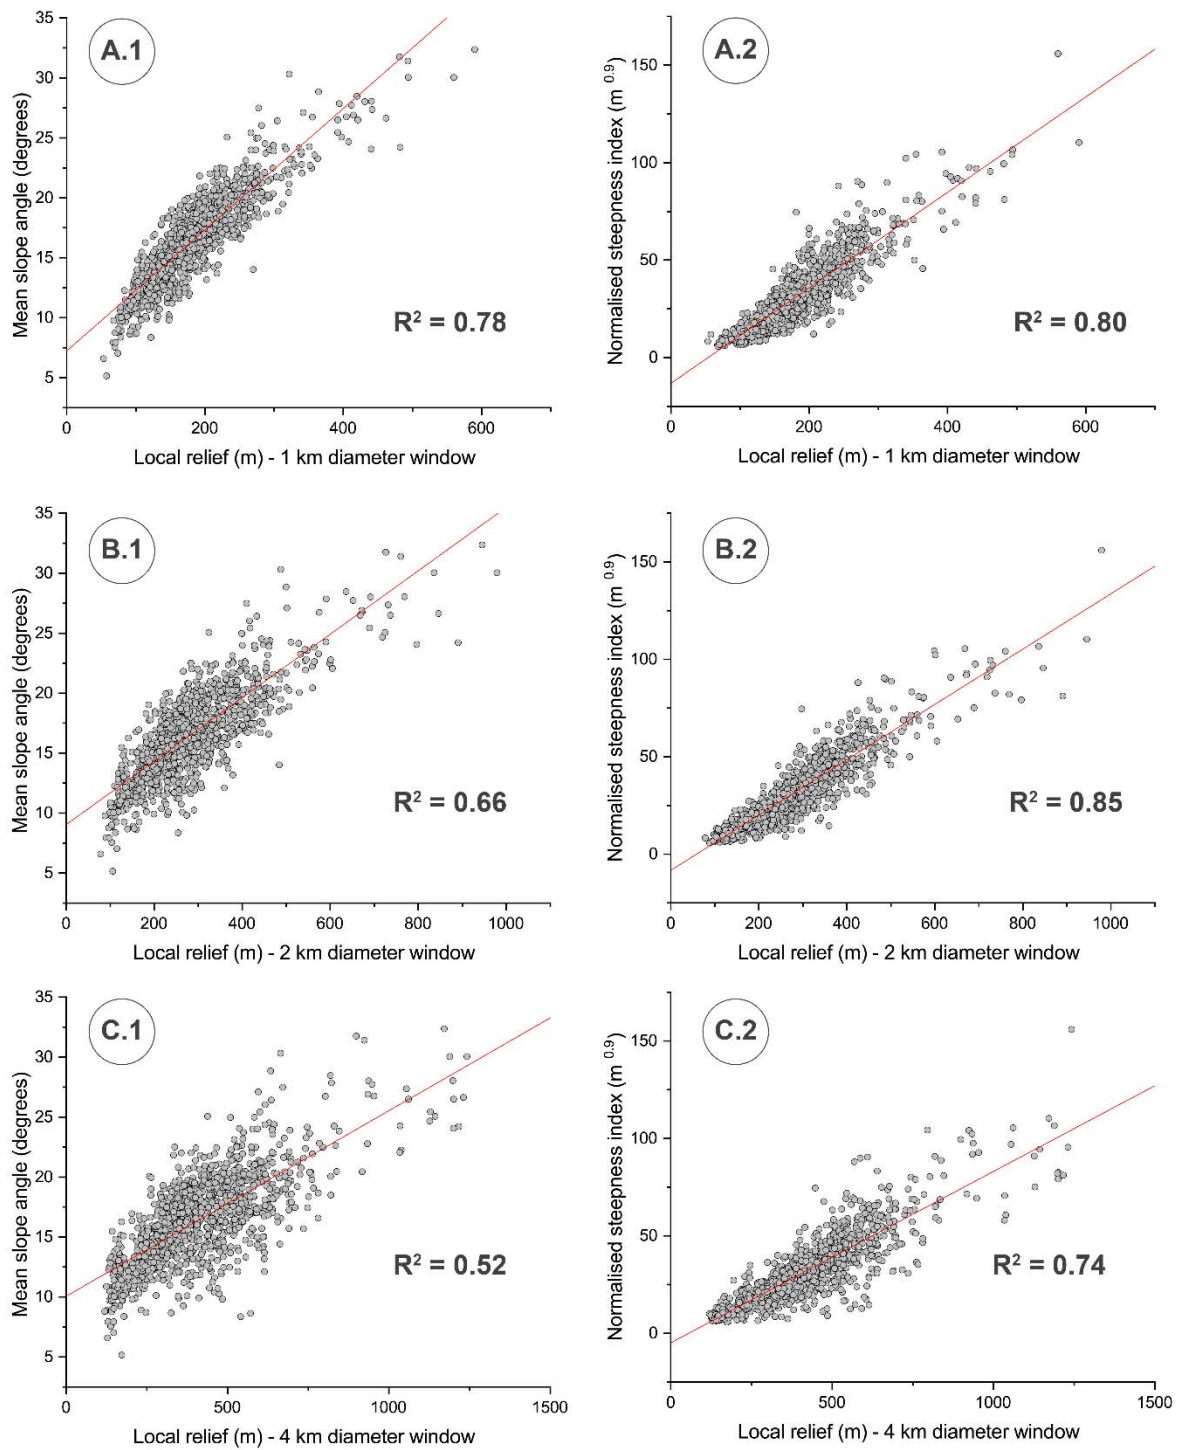 A.1
Mean slope angle (degrees)
35
30
25
20
15
10
5
R² = 0.78
0 200 400 600
Local relief (m) - 1 km diameter window
A.2
Normalised steepness index (m ⁰·⁹)
150
100
50
0
R² = 0.80
0 200 400 600
Local relief (m) - 1 km diameter window
B.1
Mean slope angle (degrees)
35
30
25
20
15
10
5
R² = 0.66
0 200 400 600 800 1000
Local relief (m) - 2 km diameter window
B.2
Normalised steepness index (m ⁰·⁹)
150
100
50
0
R² = 0.85
0 200 400 600 800 1000
Local relief (m) - 2 km diameter window
C.1
Mean slope angle (degrees)
35
30
25
20
15
10
5
R² = 0.52
0 500 1000 1500
Local relief (m) - 4 km diameter window
C.2
Normalised steepness index (m ⁰·⁹)
150
100
50
0
R² = 0.74
0 500 1000 1500
Local relief (m) - 4 km diameter window